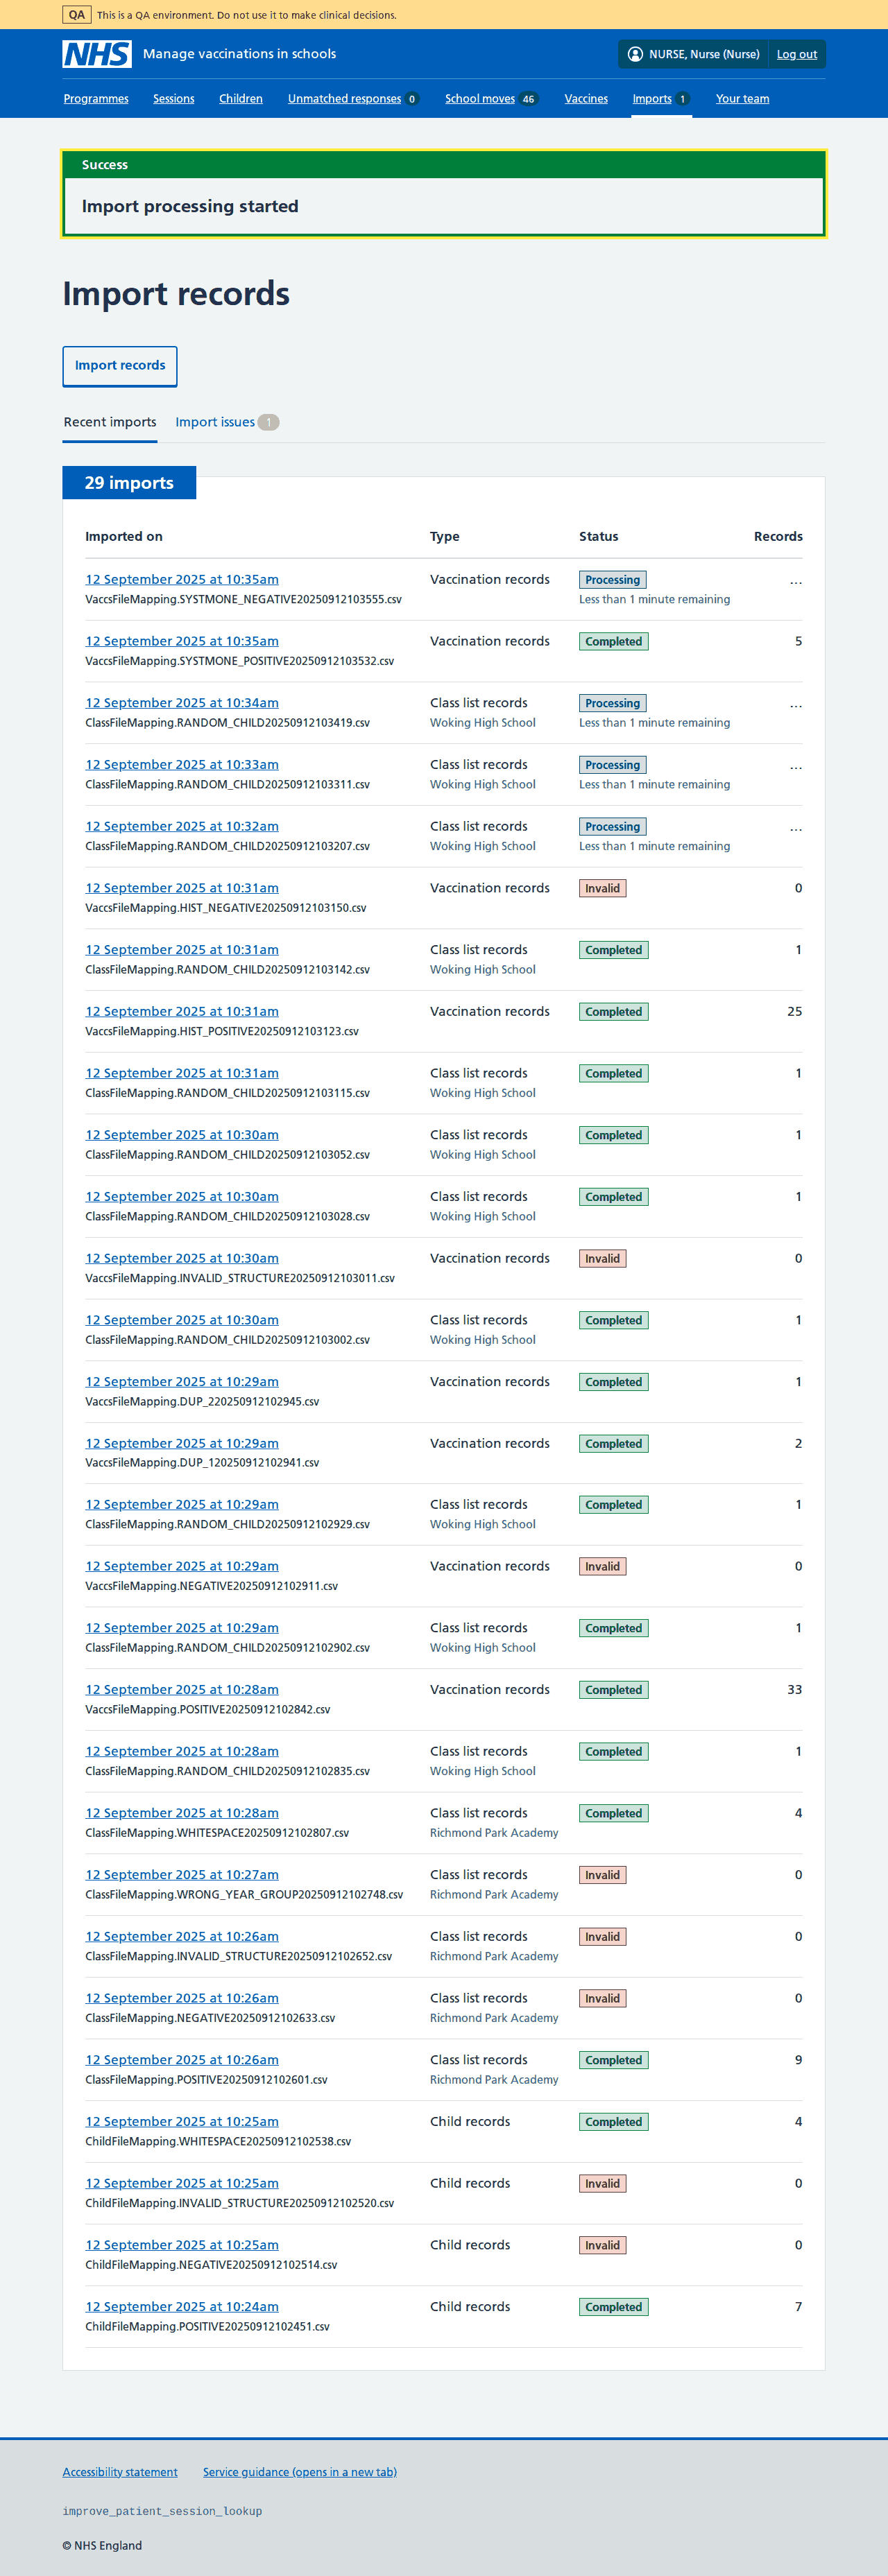 QA This is a QA environment. Do not use it to make clinical decisions.
NHS Manage vaccinations in schools NURSE, Nurse (Nurse) Log out
Programmes Sessions Children Unmatched responses 0 School moves 46 Vaccines Imports 1 Your team
Success
Import processing started
Import records
Import records
Recent imports Import issues 1
29 imports
Imported on Type Status Records
12 September 2025 at 10:35am Vaccination records Processing ...
VaccsFileMapping.SYSTMONE_NEGATIVE20250912103555.csv Less than 1 minute remaining
12 September 2025 at 10:35am Vaccination records Completed 5
VaccsFileMapping.SYSTMONE_POSITIVE20250912103532.csv
12 September 2025 at 10:34am Class list records Processing ...
ClassFileMapping.RANDOM_CHILD20250912103419.csv Woking High School Less than 1 minute remaining
12 September 2025 at 10:33am Class list records Processing ...
ClassFileMapping.RANDOM_CHILD20250912103311.csv Woking High School Less than 1 minute remaining
12 September 2025 at 10:32am Class list records Processing ...
ClassFileMapping.RANDOM_CHILD20250912103207.csv Woking High School Less than 1 minute remaining
12 September 2025 at 10:31am Vaccination records Invalid 0
VaccsFileMapping.HIST_NEGATIVE20250912103150.csv
12 September 2025 at 10:31am Class list records Completed 1
ClassFileMapping.RANDOM_CHILD20250912103142.csv Woking High School
12 September 2025 at 10:31am Vaccination records Completed 25
VaccsFileMapping.HIST_POSITIVE20250912103123.csv
12 September 2025 at 10:31am Class list records Completed 1
ClassFileMapping.RANDOM_CHILD20250912103115.csv Woking High School
12 September 2025 at 10:30am Class list records Completed 1
ClassFileMapping.RANDOM_CHILD20250912103052.csv Woking High School
12 September 2025 at 10:30am Class list records Completed 1
ClassFileMapping.RANDOM_CHILD20250912103028.csv Woking High School
12 September 2025 at 10:30am Vaccination records Invalid 0
VaccsFileMapping.INVALID_STRUCTURE20250912103011.csv
12 September 2025 at 10:30am Class list records Completed 1
ClassFileMapping.RANDOM_CHILD20250912103002.csv Woking High School
12 September 2025 at 10:29am Vaccination records Completed 1
VaccsFileMapping.DUP_220250912102945.csv
12 September 2025 at 10:29am Vaccination records Completed 2
VaccsFileMapping.DUP_120250912102941.csv
12 September 2025 at 10:29am Class list records Completed 1
ClassFileMapping.RANDOM_CHILD20250912102929.csv Woking High School
12 September 2025 at 10:29am Vaccination records Invalid 0
VaccsFileMapping.NEGATIVE20250912102911.csv
12 September 2025 at 10:29am Class list records Completed 1
ClassFileMapping.RANDOM_CHILD20250912102902.csv Woking High School
12 September 2025 at 10:28am Vaccination records Completed 33
VaccsFileMapping.POSITIVE20250912102842.csv
12 September 2025 at 10:28am Class list records Completed 1
ClassFileMapping.RANDOM_CHILD20250912102835.csv Woking High School
12 September 2025 at 10:28am Class list records Completed 4
ClassFileMapping.WHITESPACE20250912102807.csv Richmond Park Academy
12 September 2025 at 10:27am Class list records Invalid 0
ClassFileMapping.WRONG_YEAR_GROUP20250912102748.csv Richmond Park Academy
12 September 2025 at 10:26am Class list records Invalid 0
ClassFileMapping.INVALID_STRUCTURE20250912102652.csv Richmond Park Academy
12 September 2025 at 10:26am Class list records Invalid 0
ClassFileMapping.NEGATIVE20250912102633.csv Richmond Park Academy
12 September 2025 at 10:26am Class list records Completed 9
ClassFileMapping.POSITIVE20250912102601.csv Richmond Park Academy
12 September 2025 at 10:25am Child records Completed 4
ChildFileMapping.WHITESPACE20250912102538.csv
12 September 2025 at 10:25am Child records Invalid 0
ChildFileMapping.INVALID_STRUCTURE20250912102520.csv
12 September 2025 at 10:25am Child records Invalid 0
ChildFileMapping.NEGATIVE20250912102514.csv
12 September 2025 at 10:24am Child records Completed 7
ChildFileMapping.POSITIVE20250912102451.csv
Accessibility statement Service guidance (opens in a new tab)
improve_patient_session_lookup
© NHS England